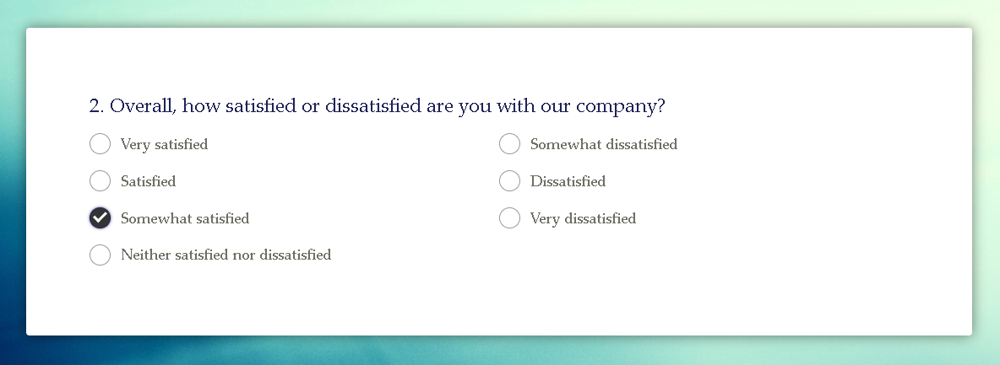 2. Overall, how satisfied or dissatisfied are you with our company?
Very satisfied
Satisfied
Somewhat satisfied
Neither satisfied nor dissatisfied
Somewhat dissatisfied
Dissatisfied
Very dissatisfied